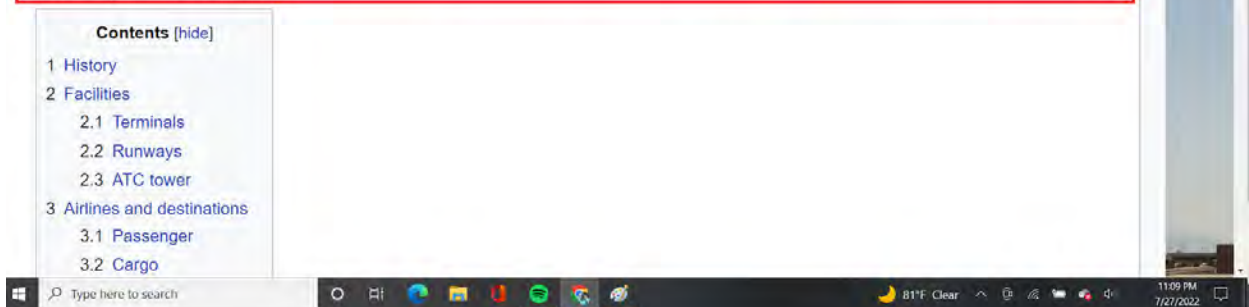 Contents [hide]
1 History
2 Facilities
2.1 Terminals
2.2 Runways
2.3 ATC tower
3 Airlines and destinations
3.1 Passenger
3.2 Cargo
Type here to search
81°F Clear
11:09 PM
7/27/2022